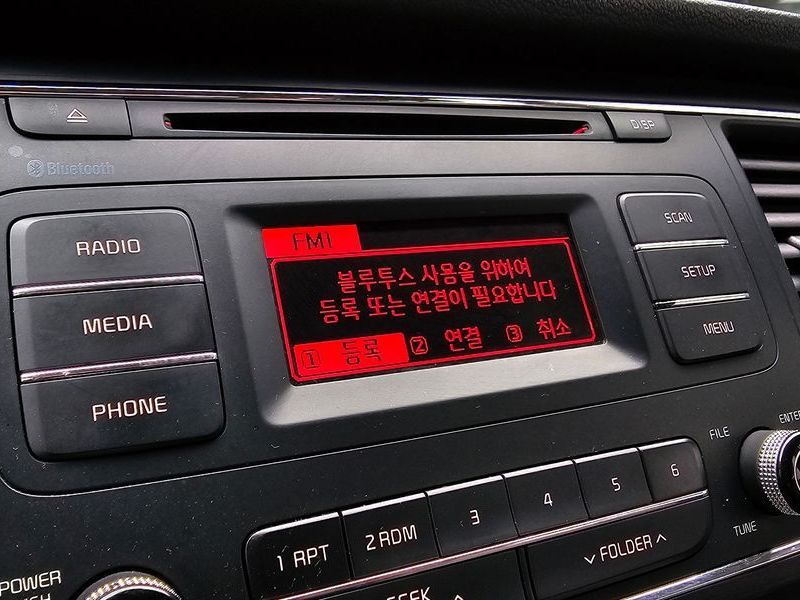 DISP
Bluetooth
RADIO
MEDIA
PHONE
FM1
블루투스 사용을 위하여
등록 또는 연결이 필요합니다
1 등록 2 연결 3 취소
SCAN
SETUP
MENU
1 RPT
2 RDM
3
4
5
6
FILE
TUNE
FOLDER
POWER